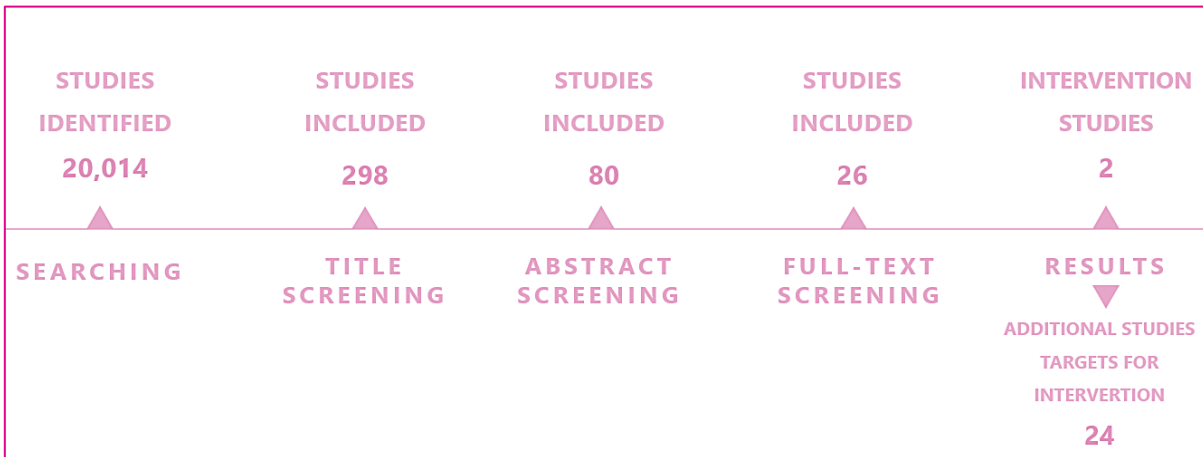 STUDIES
IDENTIFIED
20,014
STUDIES
INCLUDED
298
STUDIES
INCLUDED
80
STUDIES
INCLUDED
26
INTERVENTION
STUDIES
2
SEARCHING
TITLE
SCREENING
ABSTRACT
SCREENING
FULL-TEXT
SCREENING
RESULTS
ADDITIONAL STUDIES
TARGETS FOR
INTERVERTION
24